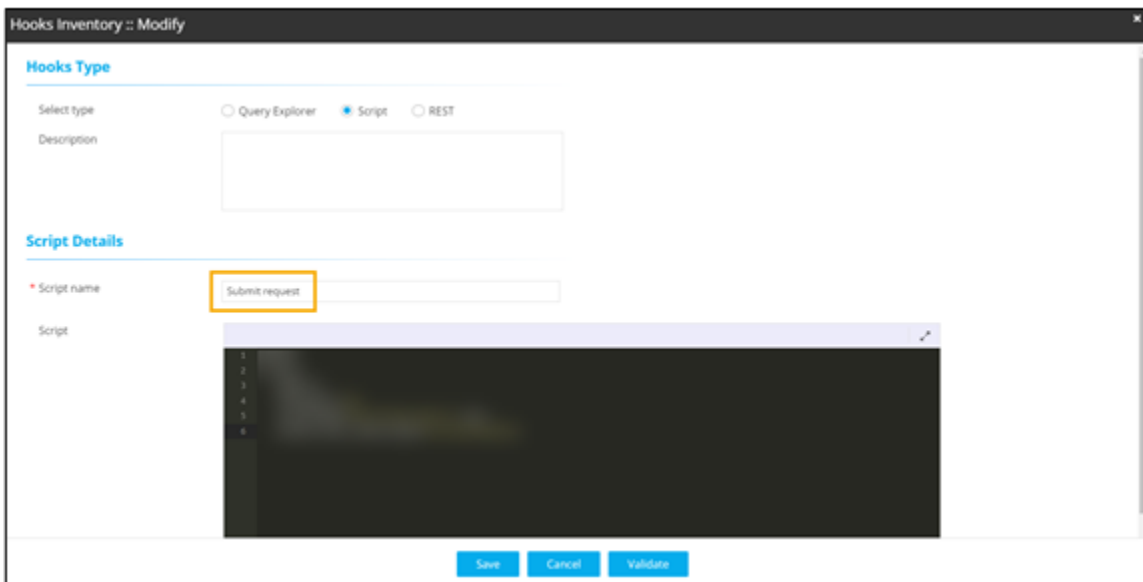 Hooks Inventory :: Modify
Hooks Type
Select type Query Explorer Script REST
Description
Script Details
* Script name Submit request
Script
1
2
3
4
5
6
Save Cancel Validate